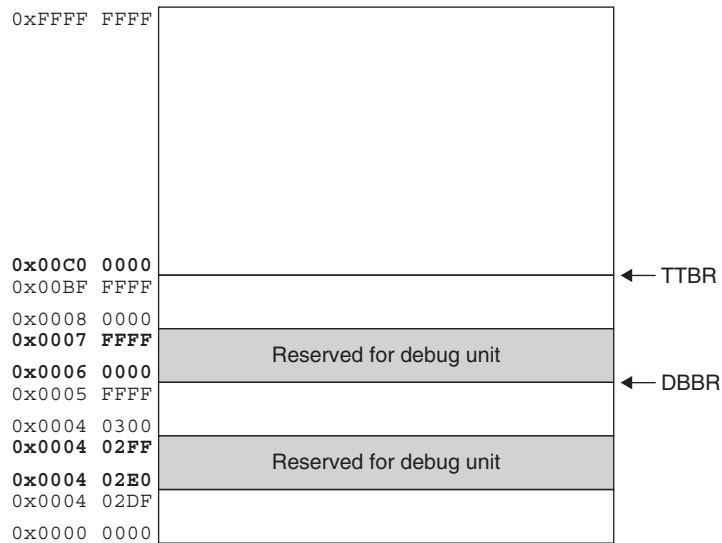 0xFFFF FFFF
0x00C0 0000
TTBR
0x00BF FFFF
0x0008 0000
0x0007 FFFF
Reserved for debug unit
0x0006 0000
DBBR
0x0005 FFFF
0x0004 0300
0x0004 02FF
Reserved for debug unit
0x0004 02E0
0x0004 02DF
0x0000 0000